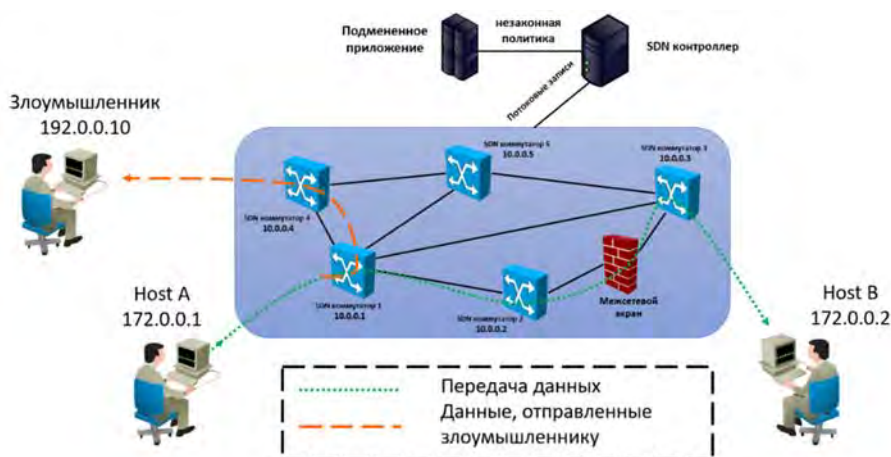 Подмененное
приложение
незаконная
политика
SDN контроллер
Потоковые записи
Злоумышленник
192.0.0.10
SDN коммутатор 5
10.0.0.5
SDN коммутатор 3
10.0.0.3
SDN коммутатор 4
10.0.0.4
SDN коммутатор 1
10.0.0.1
SDN коммутатор 2
10.0.0.2
Межсетевой
экран
Host A
172.0.0.1
Host B
172.0.0.2
Передача данных
Данные, отправленные
злоумышленнику